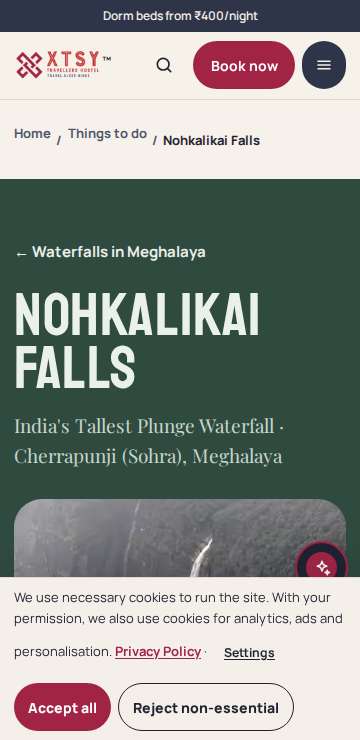 Dorm beds from ₹400/night
XTSY™
TRAVELLERS HOSTEL
Book now
Home / Things to do / Nohkalikai Falls
← Waterfalls in Meghalaya
NOHKALIKAI
FALLS
India's Tallest Plunge Waterfall ·
Cherrapunji (Sohra), Meghalaya
We use necessary cookies to run the site. With your
permission, we also use cookies for analytics, ads and
personalisation. Privacy Policy · Settings
Accept all
Reject non-essential